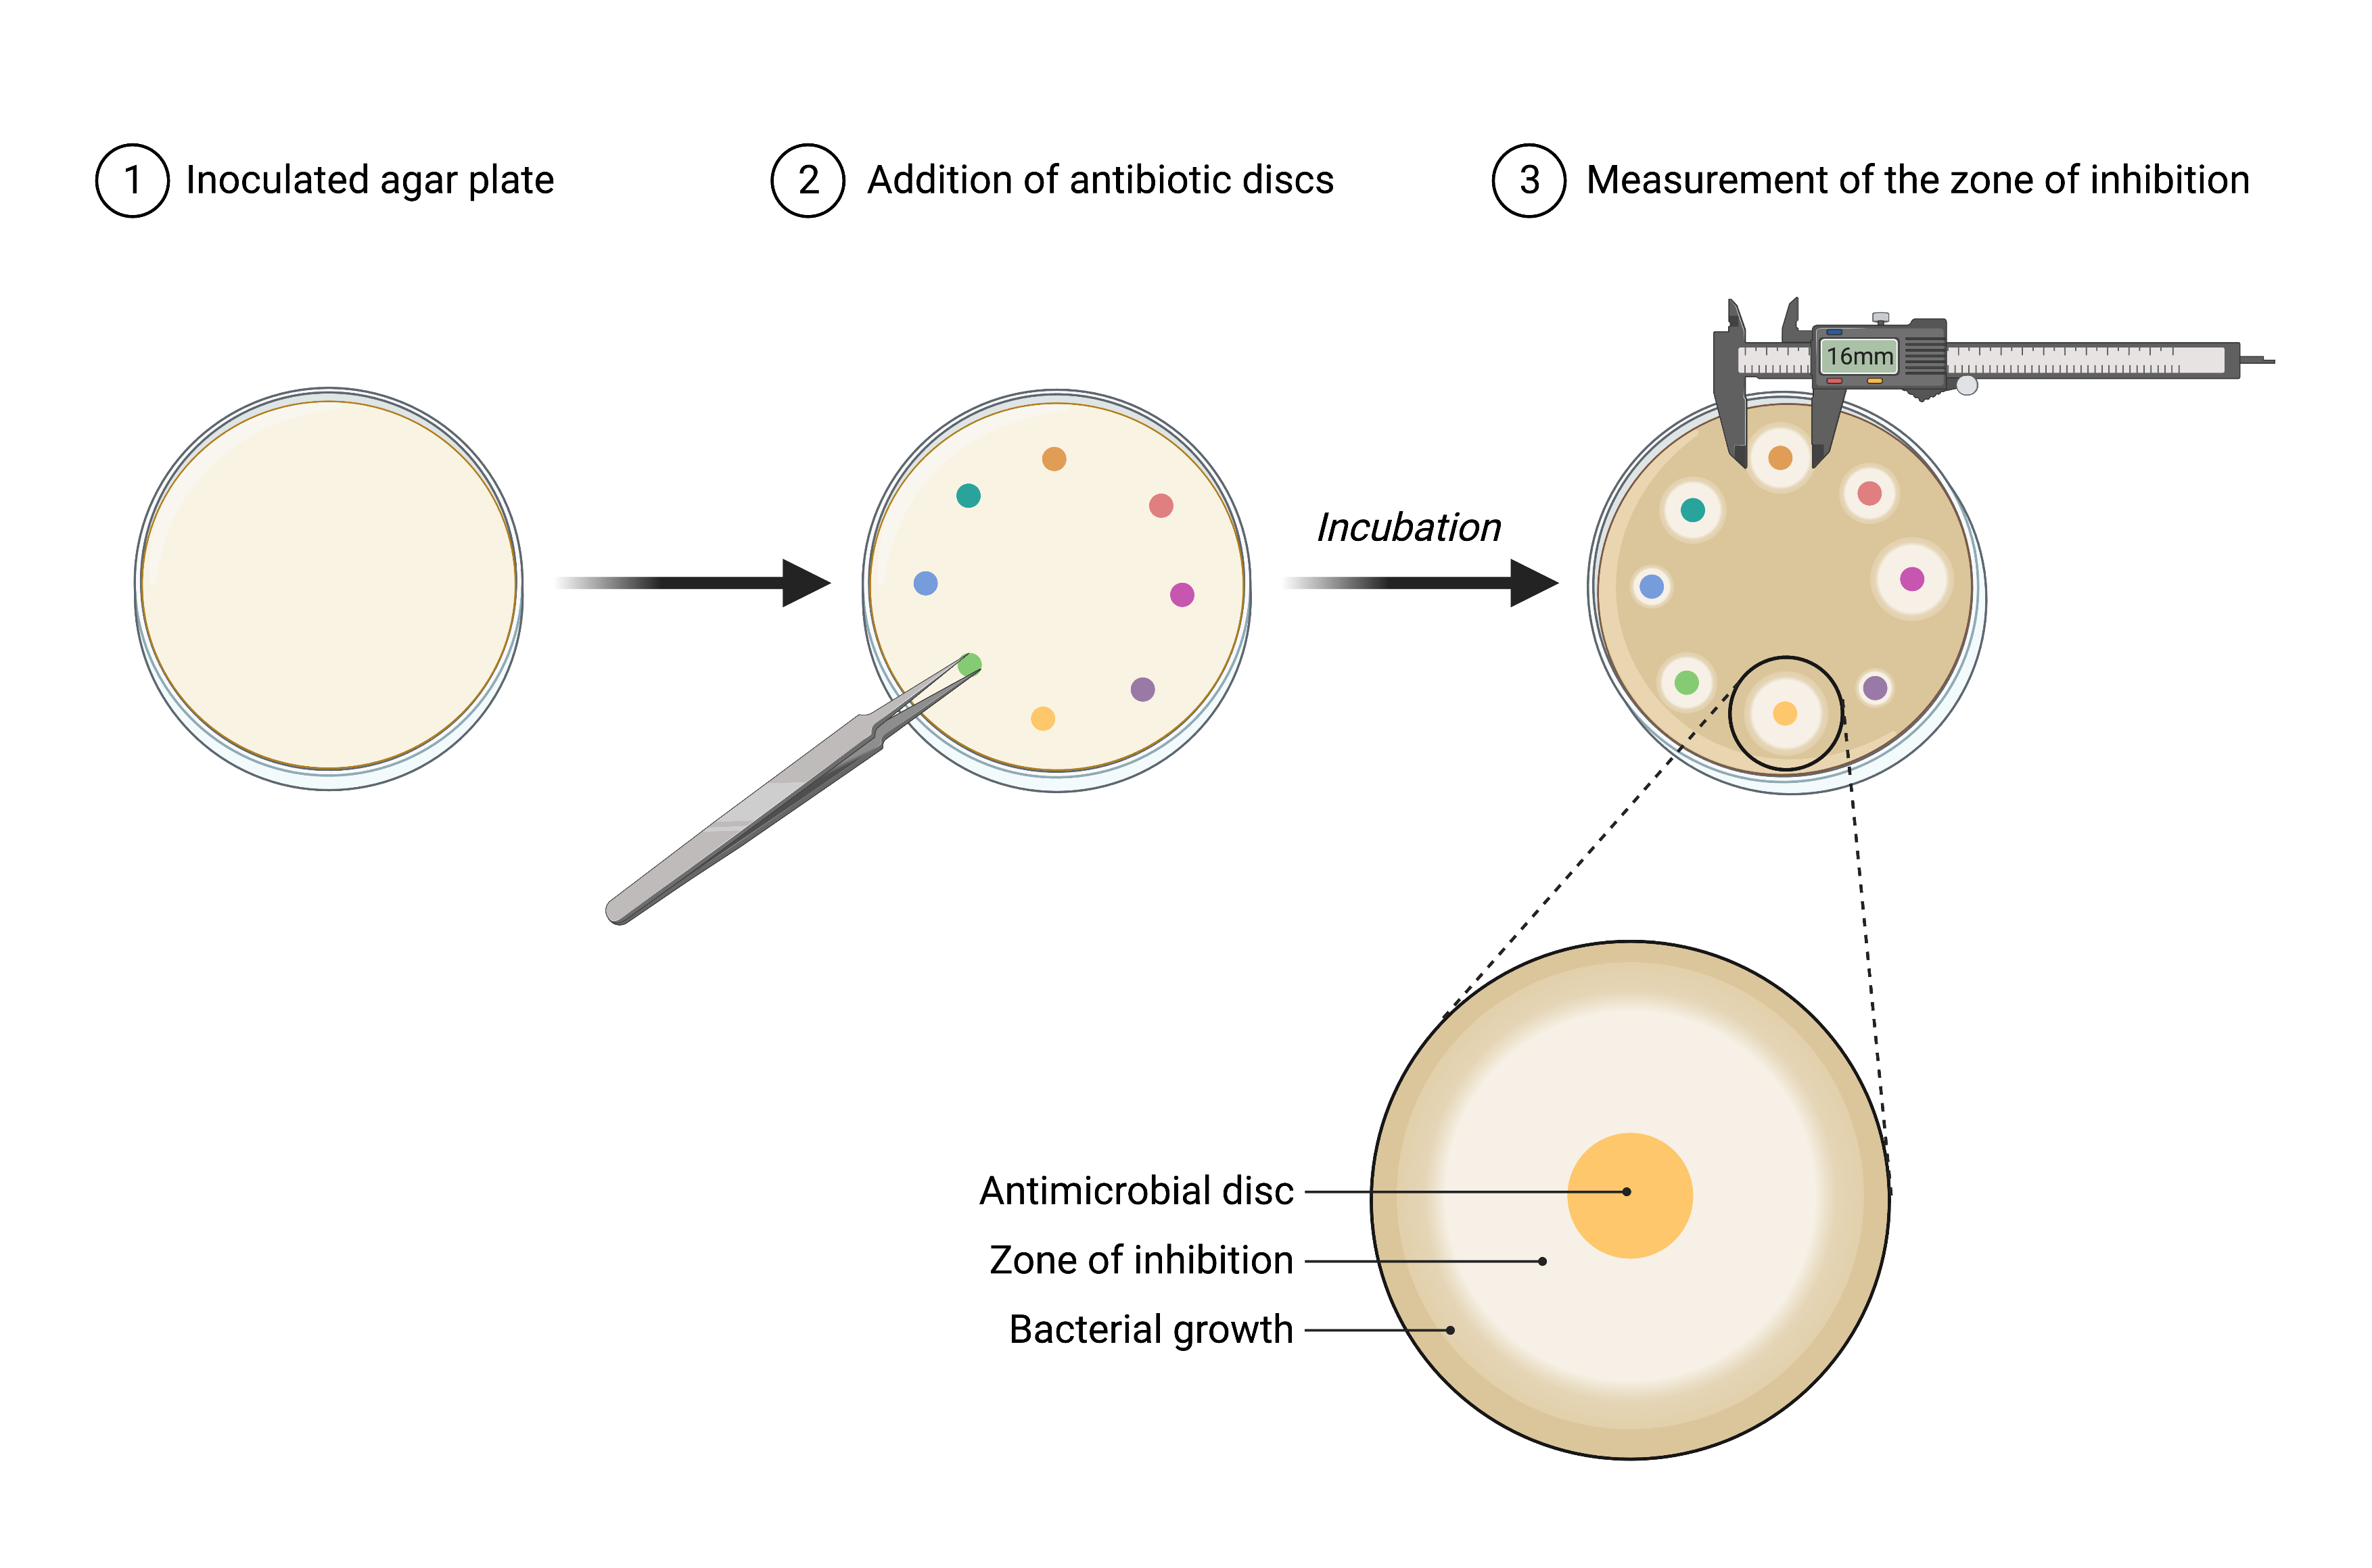 1 Inoculated agar plate
2 Addition of antibiotic discs
3 Measurement of the zone of inhibition
16mm
Incubation
Antimicrobial disc
Zone of inhibition
Bacterial growth